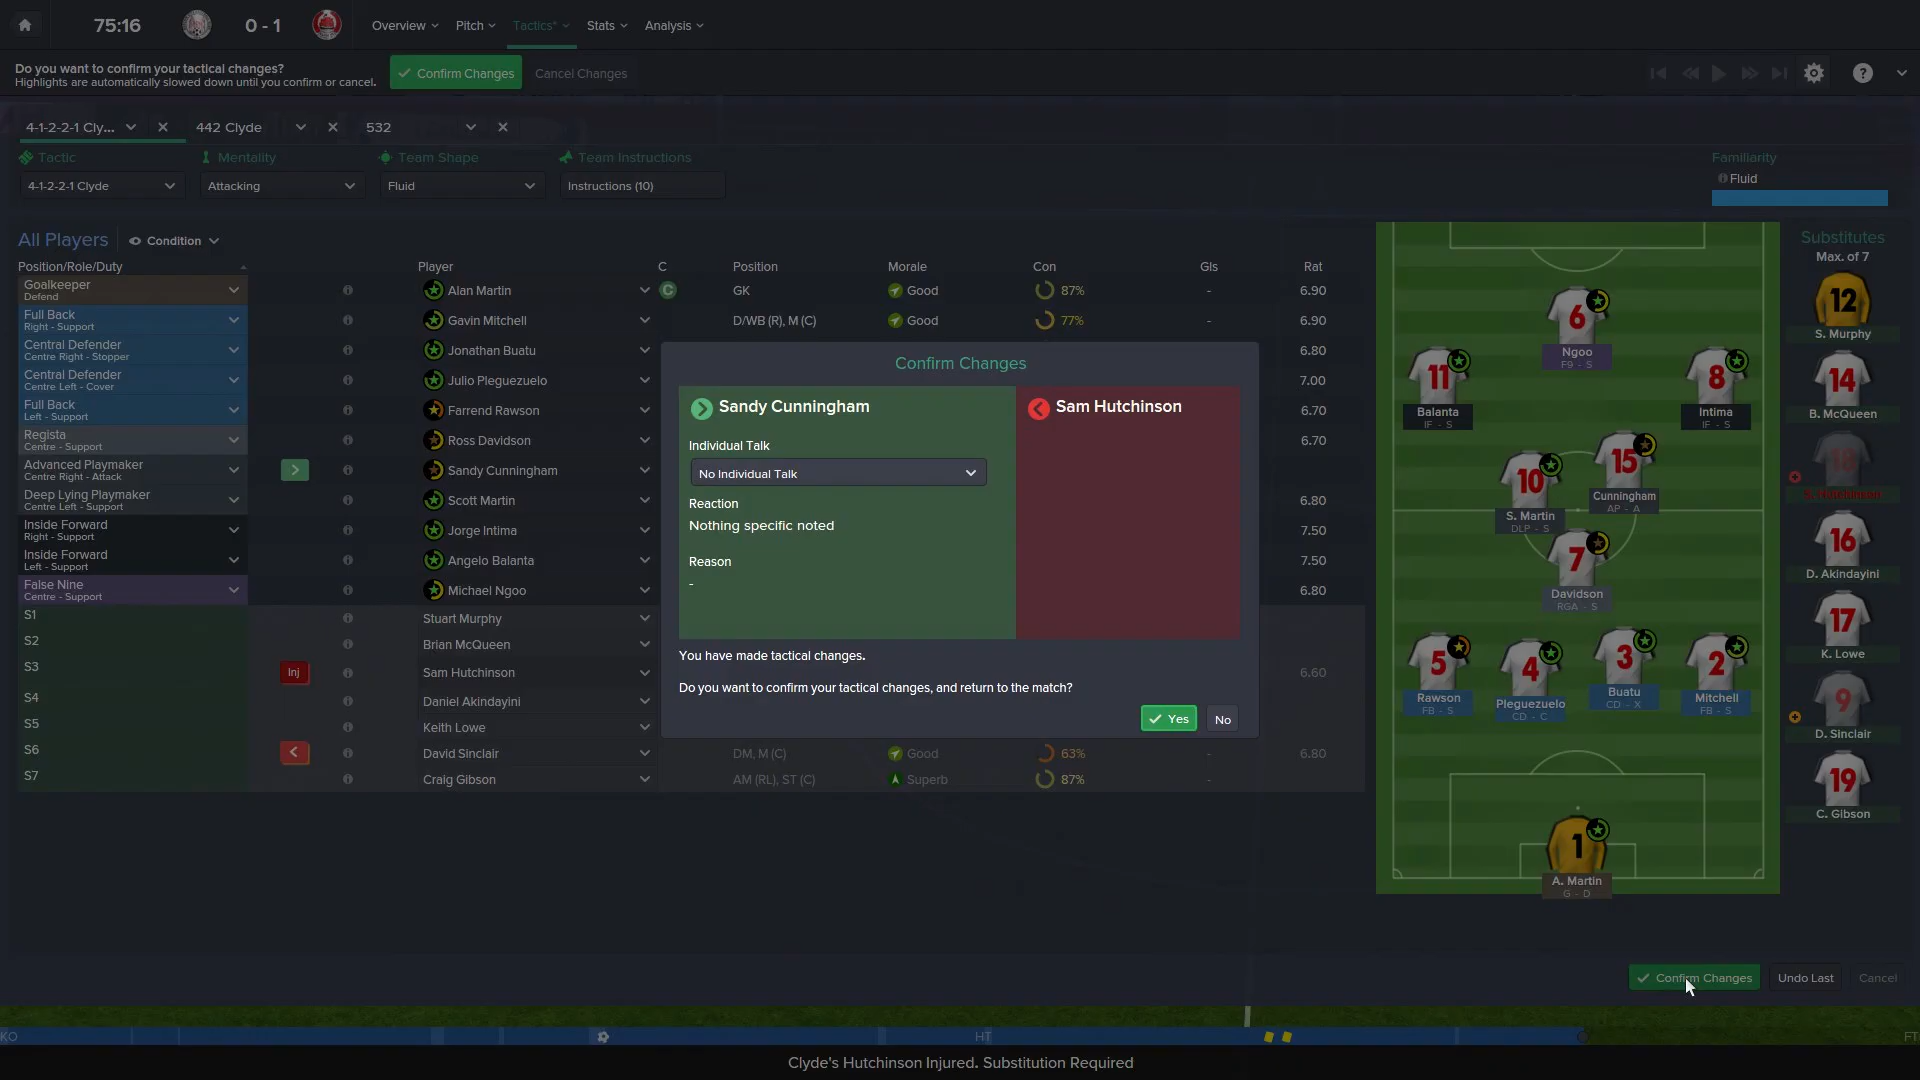 75:16
0 - 1
Overview
Pitch
Tactics*
Stats
Analysis
Do you want to confirm your tactical changes?
Highlights are automatically slowed down until you confirm or cancel.
Confirm Changes
Cancel Changes
4-1-2-2-1 Cly...
442 Clyde
532
Tactic
Mentality
Team Shape
Team Instructions
4-1-2-2-1 Clyde
Attacking
Fluid
Instructions (10)
Familiarity
Fluid
All Players
Condition
Position/Role/Duty
Player
C
Position
Morale
Con
Gls
Rat
Goalkeeper
Defend
Alan Martin
C
GK
Good
87%
-
6.90
Full Back
Right - Support
Gavin Mitchell
D/WB (R), M (C)
Good
77%
-
6.90
Central Defender
Centre Right - Stopper
Jonathan Buatu
6.80
Central Defender
Centre Left - Cover
Julio Pleguezuelo
7.00
Full Back
Left - Support
Farrend Rawson
6.70
Regista
Centre - Support
Ross Davidson
6.70
Advanced Playmaker
Centre Right - Attack
Sandy Cunningham
Deep Lying Playmaker
Centre Left - Support
Scott Martin
6.80
Inside Forward
Right - Support
Jorge Intima
7.50
Inside Forward
Left - Support
Angelo Balanta
7.50
False Nine
Centre - Support
Michael Ngoo
6.80
S1
Stuart Murphy
S2
Brian McQueen
S3
Inj
Sam Hutchinson
6.60
S4
Daniel Akindayini
S5
Keith Lowe
S6
David Sinclair
DM, M (C)
Good
63%
-
6.80
S7
Craig Gibson
AM (RL), ST (C)
Superb
87%
-
Confirm Changes
Sandy Cunningham
Individual Talk
No Individual Talk
Reaction
Nothing specific noted
Reason
-
Sam Hutchinson
You have made tactical changes.
Do you want to confirm your tactical changes, and return to the match?
Yes
No
6
Ngoo
F9 - S
11
Balanta
IF - S
8
Intima
IF - S
10
S. Martin
DLP - S
15
Cunningham
AP - A
7
Davidson
RGA - S
5
Rawson
FB - S
4
Pleguezuelo
CD - C
3
Buatu
CD - X
2
Mitchell
FB - S
1
A. Martin
G - D
Substitutes
Max. of 7
12
S. Murphy
14
B. McQueen
18
S. Hutchinson
16
D. Akindayini
17
K. Lowe
9
D. Sinclair
19
C. Gibson
Confirm Changes
Undo Last
Cancel
KO
HT
FT
Clyde's Hutchinson Injured. Substitution Required